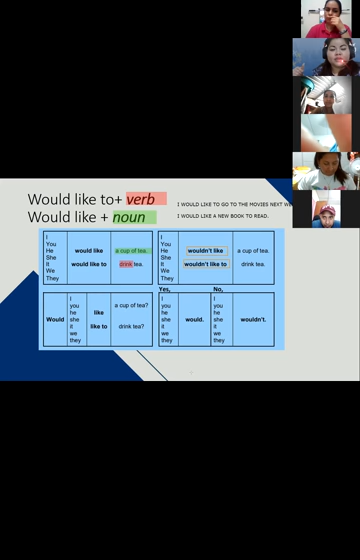 Would like to+ verb
Would like + noun
I WOULD LIKE TO GO TO THE MOVIES NEXT
I WOULD LIKE A NEW BOOK TO READ.
I
You
He
She
It
We
They
would like
would like to
a cup of tea.
drink tea.
I
You
He
She
It
We
They
wouldn't like
wouldn't like to
a cup of tea.
drink tea.
Would
I
you
he
she
it
we
they
like
like to
a cup of tea?
drink tea?
Yes,
I
you
he
she
it
we
they
would.
No,
I
you
he
she
it
we
they
wouldn't.